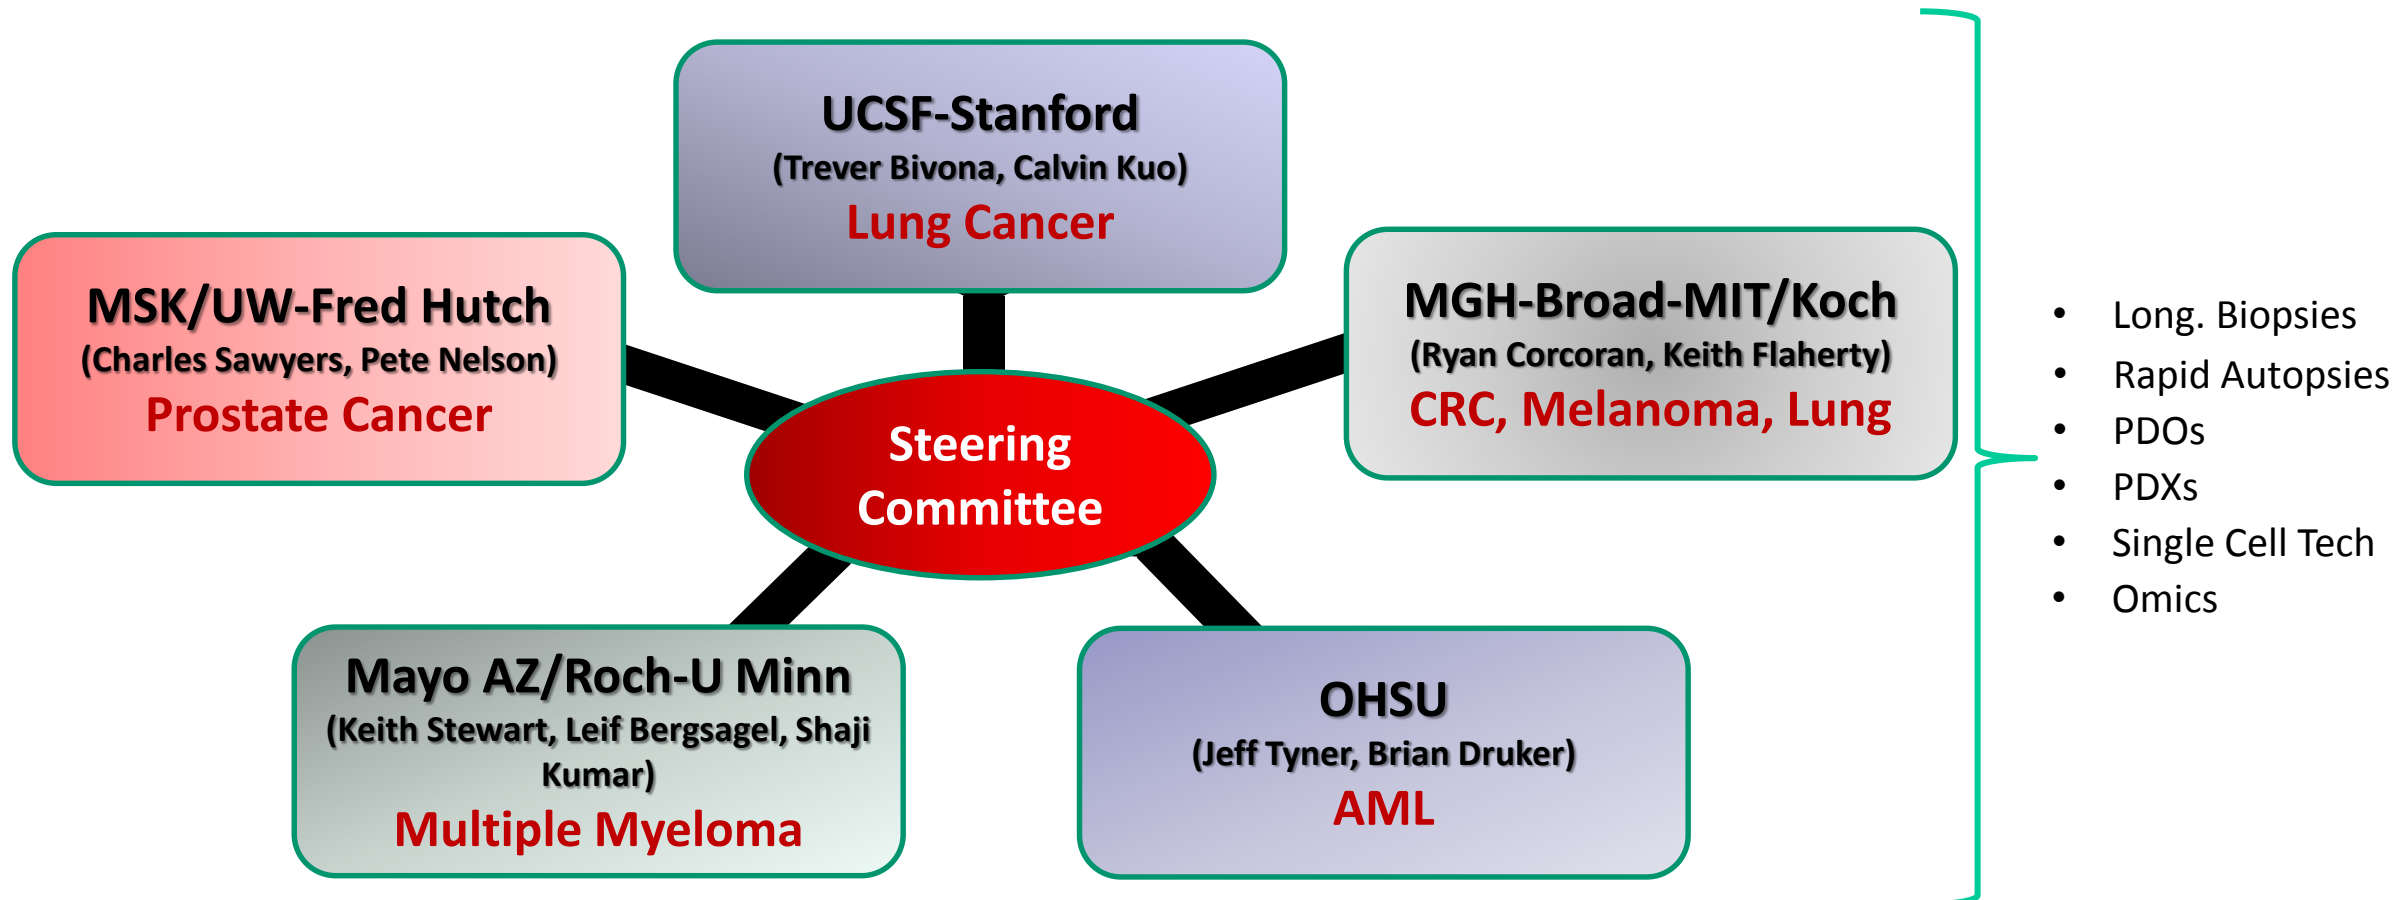 UCSF-Stanford
(Trever Bivona, Calvin Kuo)
Lung Cancer
MSK/UW-Fred Hutch
(Charles Sawyers, Pete Nelson)
Prostate Cancer
MGH-Broad-MIT/Koch
(Ryan Corcoran, Keith Flaherty)
CRC, Melanoma, Lung
Steering
Committee
Mayo AZ/Roch-U Minn
(Keith Stewart, Leif Bergsagel, Shaji
Kumar)
Multiple Myeloma
OHSU
(Jeff Tyner, Brian Druker)
AML
• Long. Biopsies
• Rapid Autopsies
• PDOs
• PDXs
• Single Cell Tech
• Omics